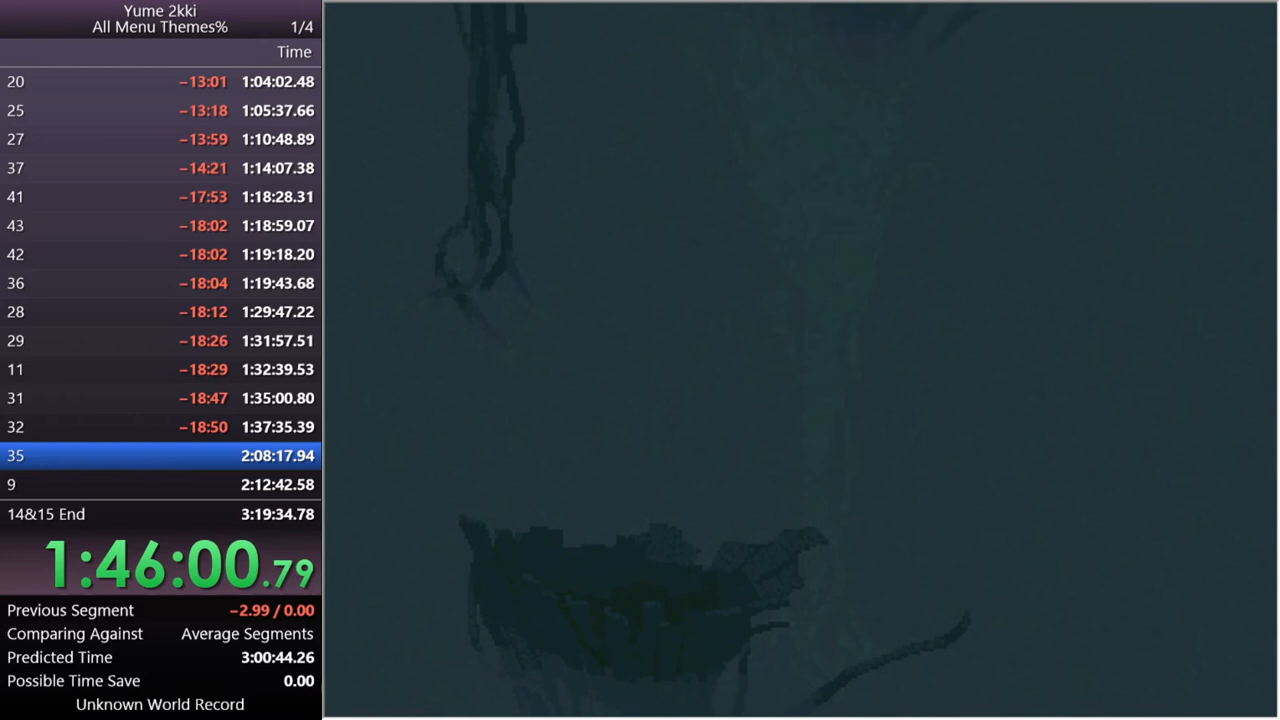 Yume 2kki
All Menu Themes% 1/4
Time
20 −13:01 1:04:02.48
25 −13:18 1:05:37.66
27 −13:59 1:10:48.89
37 −14:21 1:14:07.38
41 −17:53 1:18:28.31
43 −18:02 1:18:59.07
42 −18:02 1:19:18.20
36 −18:04 1:19:43.68
28 −18:12 1:29:47.22
29 −18:26 1:31:57.51
11 −18:29 1:32:39.53
31 −18:47 1:35:00.80
32 −18:50 1:37:35.39
35 2:08:17.94
9 2:12:42.58
14&15 End 3:19:34.78
1:46:00.79
Previous Segment −2.99 / 0.00
Comparing Against Average Segments
Predicted Time 3:00:44.26
Possible Time Save 0.00
Unknown World Record